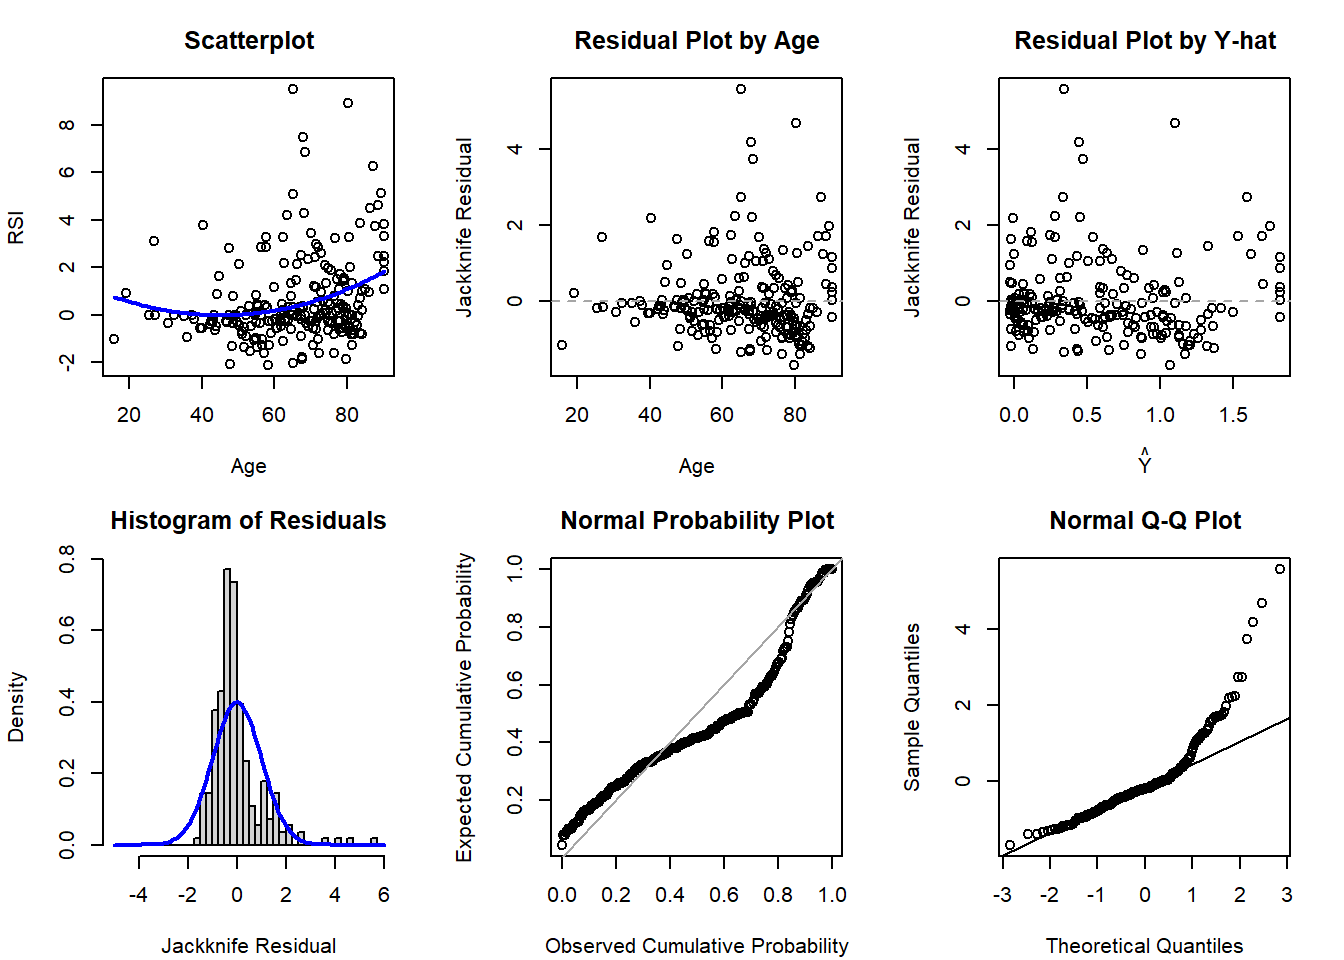 Scatterplot
RSI
-2 0 2 4 6 8
20 40 60 80
Age
Residual Plot by Age
Jackknife Residual
0 2 4
20 40 60 80
Age
Residual Plot by Y-hat
Jackknife Residual
0 2 4
0.0 0.5 1.0 1.5
Ŷ
Histogram of Residuals
Density
0.0 0.2 0.4 0.6 0.8
-4 -2 0 2 4 6
Jackknife Residual
Normal Probability Plot
Expected Cumulative Probability
0.2 0.4 0.6 0.8 1.0
0.0 0.2 0.4 0.6 0.8 1.0
Observed Cumulative Probability
Normal Q-Q Plot
Sample Quantiles
0 2 4
-3 -2 -1 0 1 2 3
Theoretical Quantiles